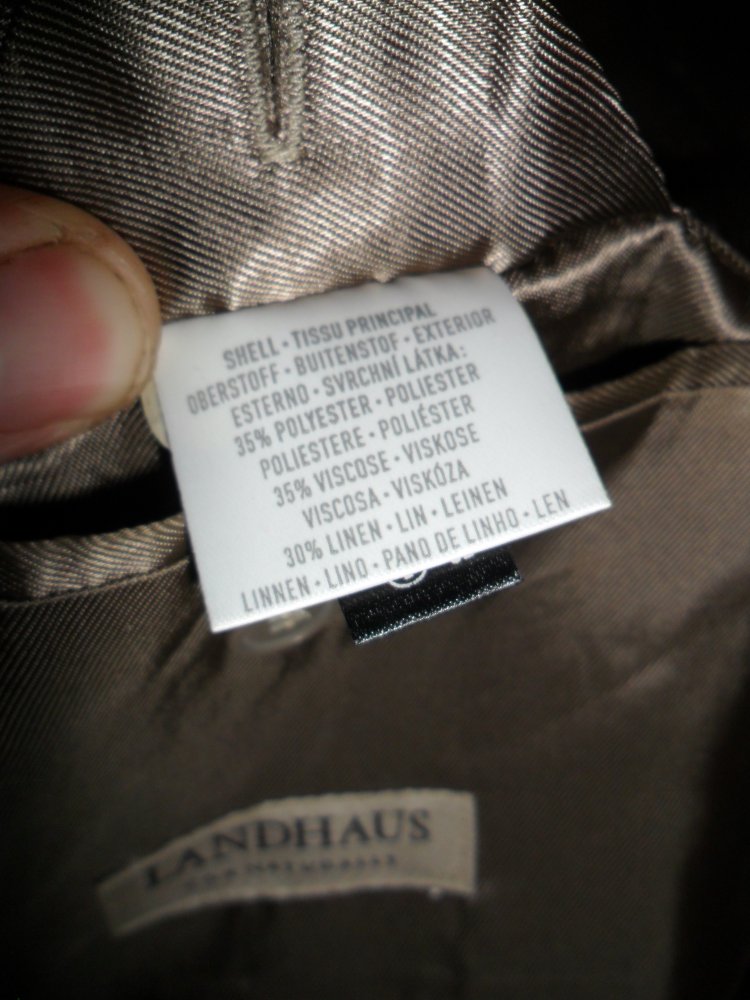 SHELL · TISSU PRINCIPAL
OBERSTOFF · BUITENSTOF · EXTERIOR
ESTERNO · SVRCHNÍ LÁTKA:
35% POLYESTER · POLIESTER
POLIESTERE · POLIÉSTER
35% VISCOSE · VISKOSE
VISCOSA · VISKÓZA
30% LINEN · LIN · LEINEN
LINNEN · LINO · PANO DE LINHO · LEN
LANDHAUS